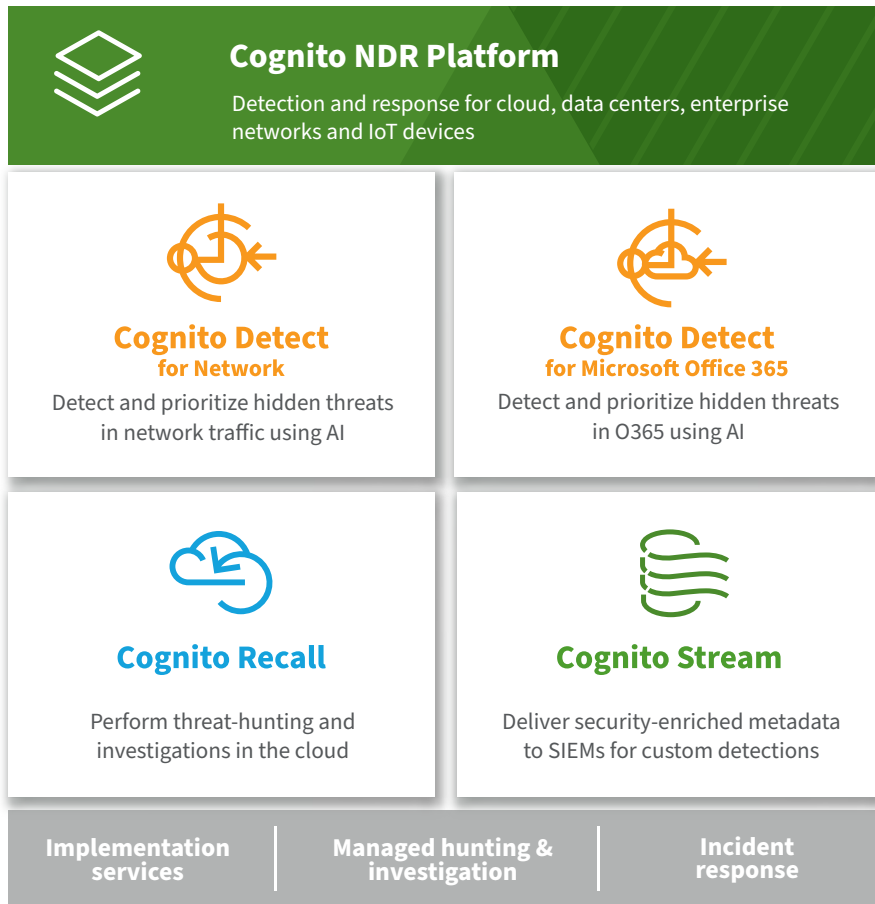 Cognito NDR Platform
Detection and response for cloud, data centers, enterprise
networks and IoT devices
Cognito Detect
for Network
Detect and prioritize hidden threats
in network traffic using AI
Cognito Detect
for Microsoft Office 365
Detect and prioritize hidden threats
in O365 using AI
Cognito Recall
Perform threat-hunting and
investigations in the cloud
Cognito Stream
Deliver security-enriched metadata
to SIEMs for custom detections
Implementation
services
Managed hunting &
investigation
Incident
response